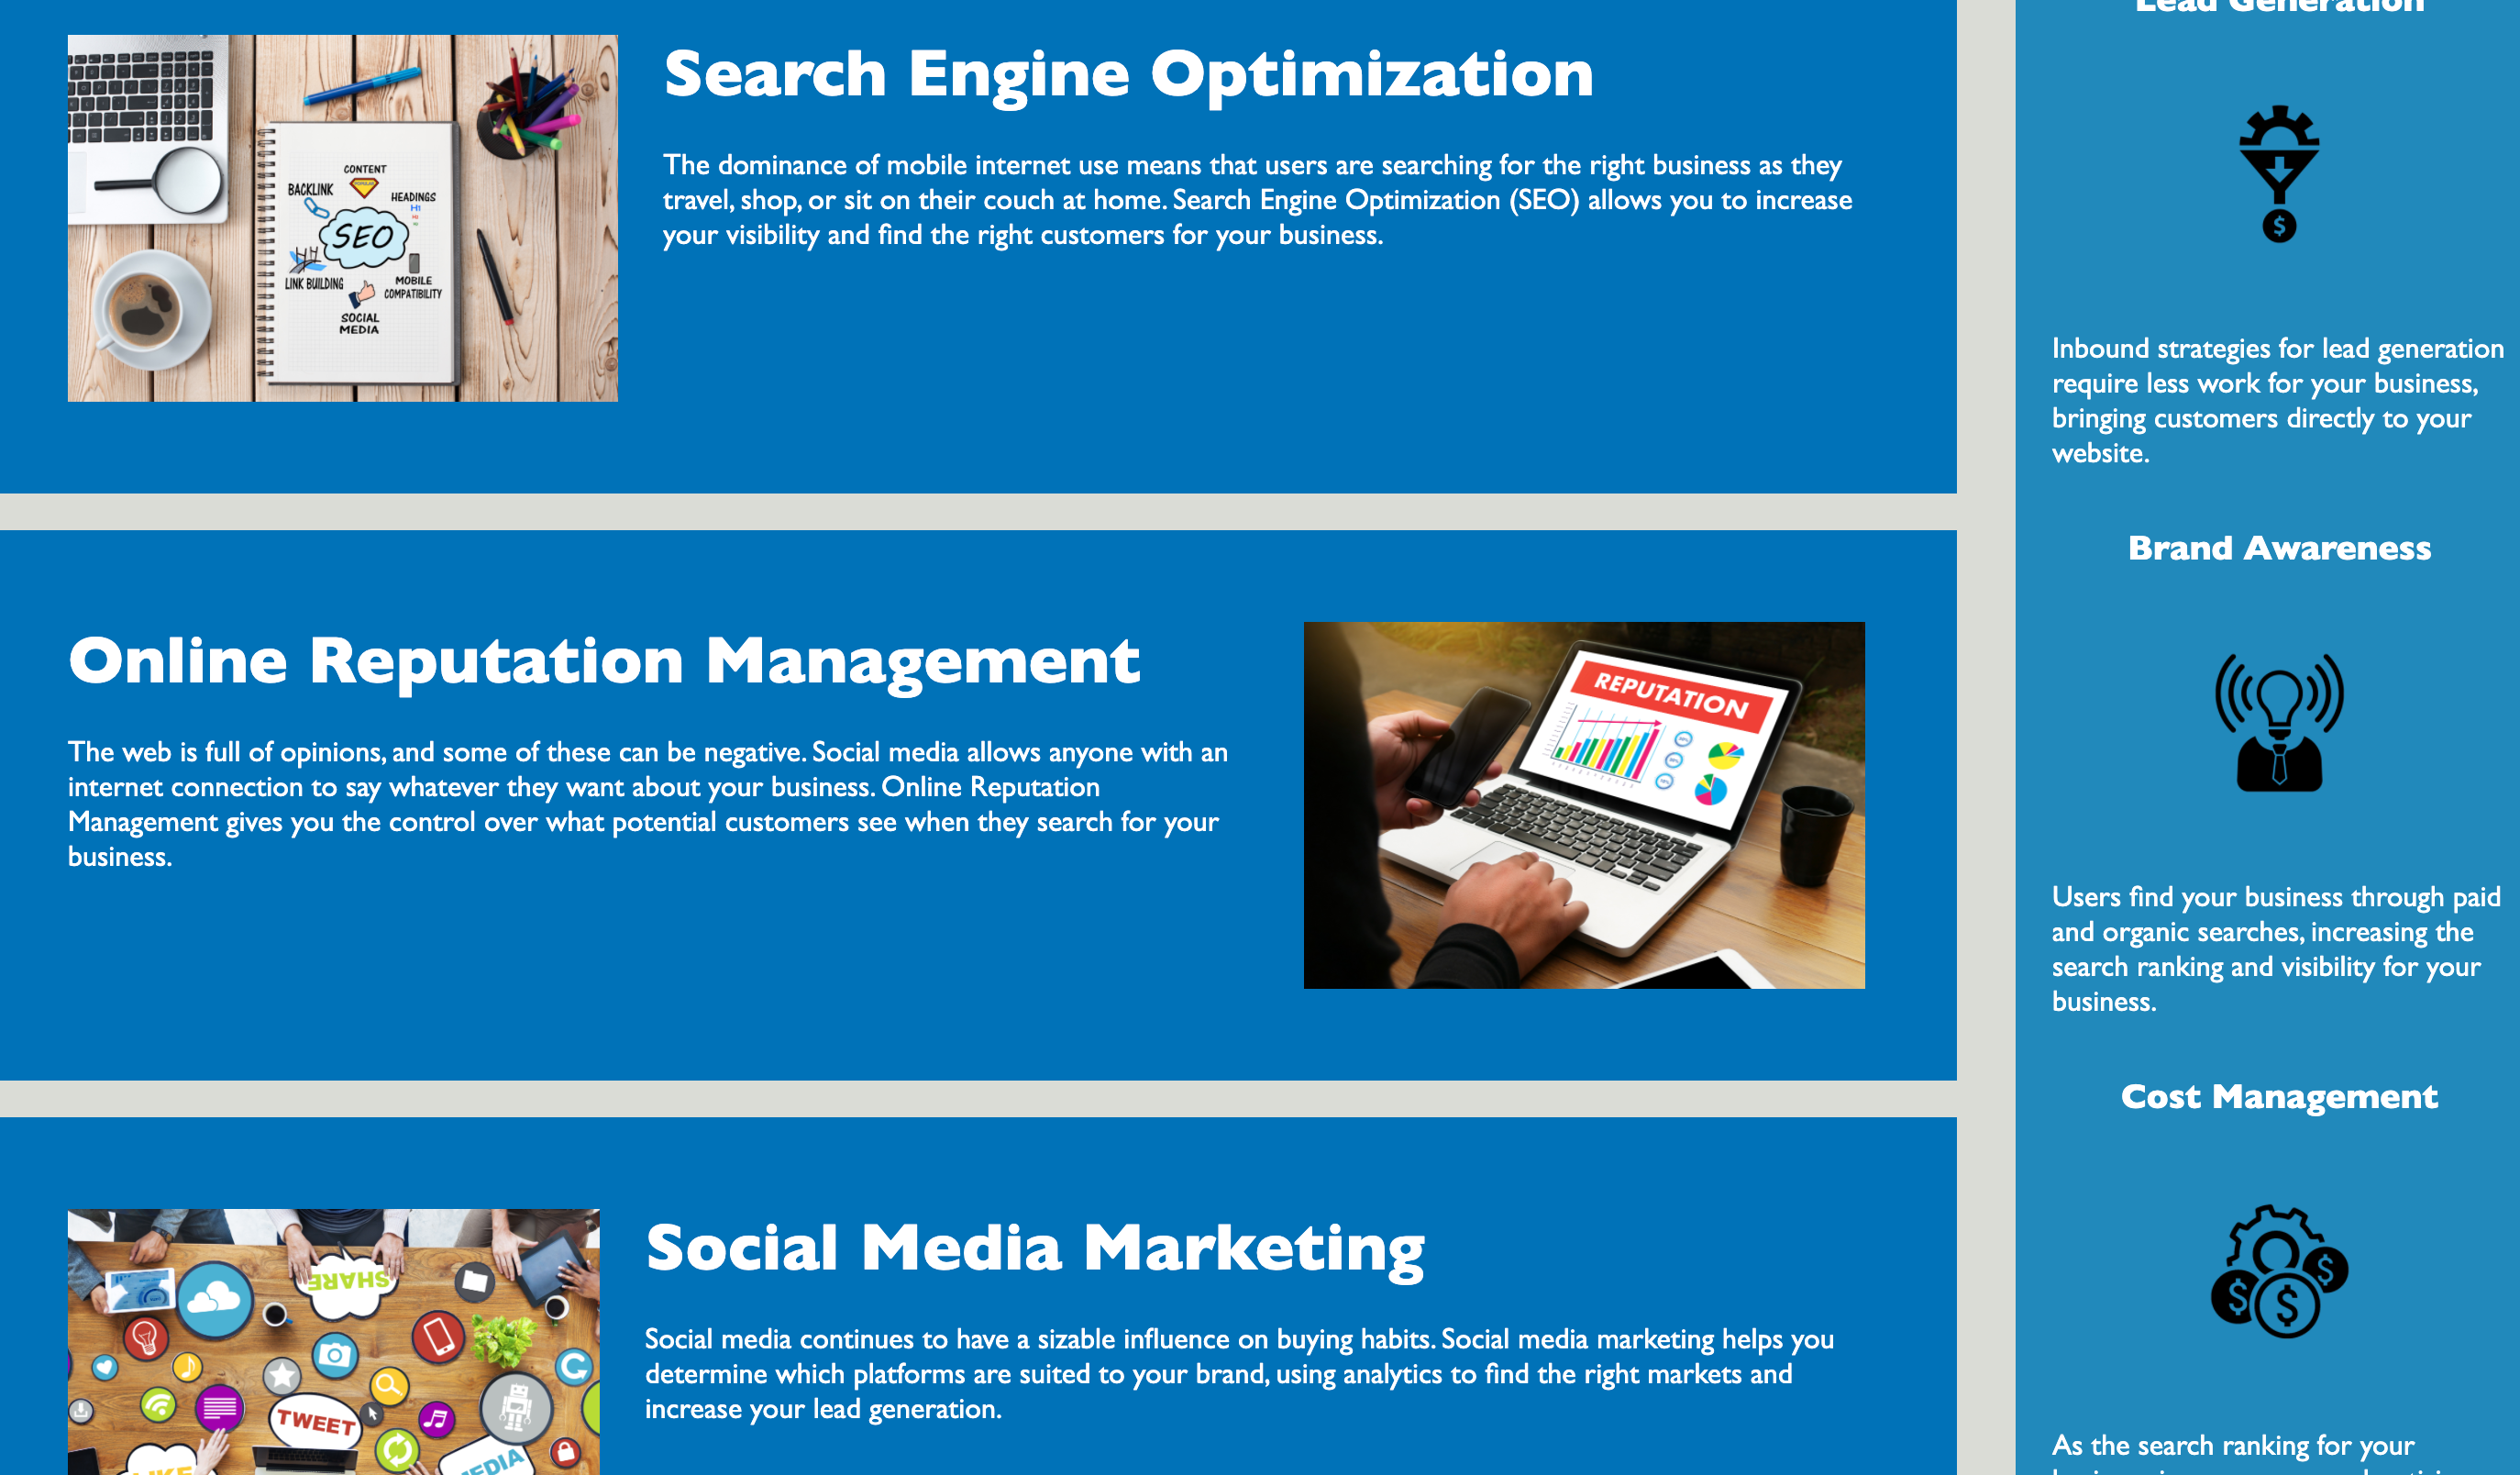 Search Engine Optimization
The dominance of mobile internet use means that users are searching for the right business as they
travel, shop, or sit on their couch at home. Search Engine Optimization (SEO) allows you to increase
your visibility and find the right customers for your business.
CONTENT
POPULAR
BACKLINK
HEADINGS
H1
H2
SEO
LINK BUILDING
MOBILE
COMPATIBILITY
SOCIAL
MEDIA
Online Reputation Management
The web is full of opinions, and some of these can be negative. Social media allows anyone with an
internet connection to say whatever they want about your business. Online Reputation
Management gives you the control over what potential customers see when they search for your
business.
REPUTATION
Social Media Marketing
Social media continues to have a sizable influence on buying habits. Social media marketing helps you
determine which platforms are suited to your brand, using analytics to find the right markets and
increase your lead generation.
SHARE
TWEET
LIKE
MEDIA
Lead Generation
$
Inbound strategies for lead generation
require less work for your business,
bringing customers directly to your
website.
Brand Awareness
Users find your business through paid
and organic searches, increasing the
search ranking and visibility for your
business.
Cost Management
$ $ $
As the search ranking for your